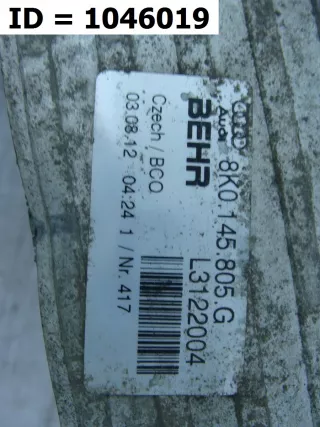 ID = 1046019
Audi 8K0.145.805.G
BEHR L3122004
Czech / BCO
03.08.12 04:24 1 / Nr. 417